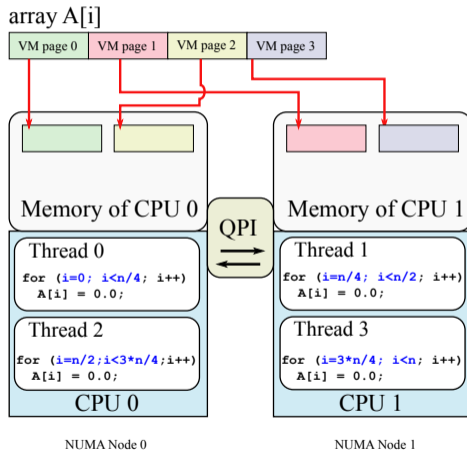 array A[i]
VM page 0 VM page 1 VM page 2 VM page 3
Memory of CPU 0
Memory of CPU 1
QPI
Thread 0
for (i=0; i<n/4; i++)
A[i] = 0.0;
Thread 1
for (i=n/4; i<n/2; i++)
A[i] = 0.0;
Thread 2
for (i=n/2;i<3*n/4;i++)
A[i] = 0.0;
Thread 3
for (i=3*n/4; i<n; i++)
A[i] = 0.0;
CPU 0
CPU 1
NUMA Node 0
NUMA Node 1